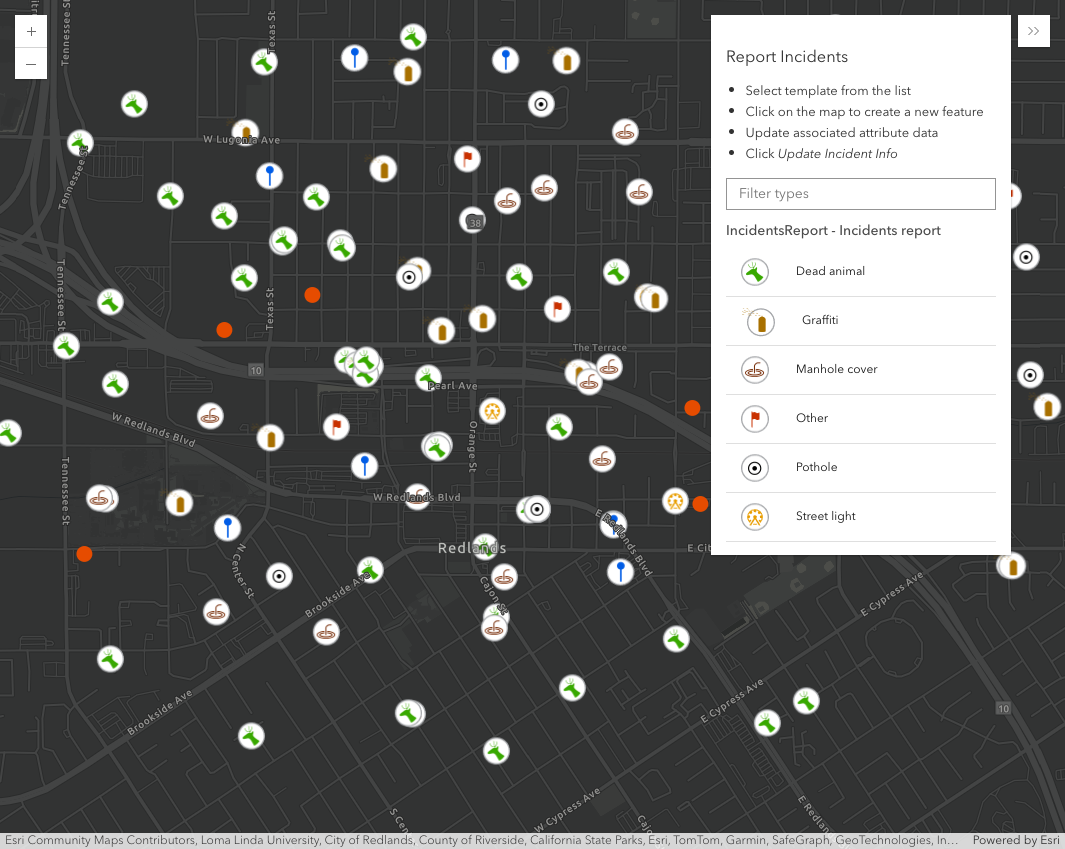 +
−
Report Incidents
Select template from the list
Click on the map to create a new feature
Update associated attribute data
Click Update Incident Info
Filter types
IncidentsReport - Incidents report
Dead animal
Graffiti
Manhole cover
Other
Pothole
Street light
Tennessee St
Texas St
W Lugonia Ave
Tennessee St
38
Tennessee St
Texas St
The Terrace
10
Pearl Ave
W Redlands Blvd
Orange St
Tennessee St
W Redlands Blvd
E Redlands Blvd
Redlands
E Cit
N Center St
Brookside Ave
Cajon St
E Cypress Ave
Brookside Ave
E Cypress Ave
10
W Cypress Ave
S Cen
Cajo
E Redlan
Esri Community Maps Contributors, Loma Linda University, City of Redlands, County of Riverside, California State Parks, Esri, TomTom, Garmin, SafeGraph, GeoTechnologies, In…
Powered by Esri